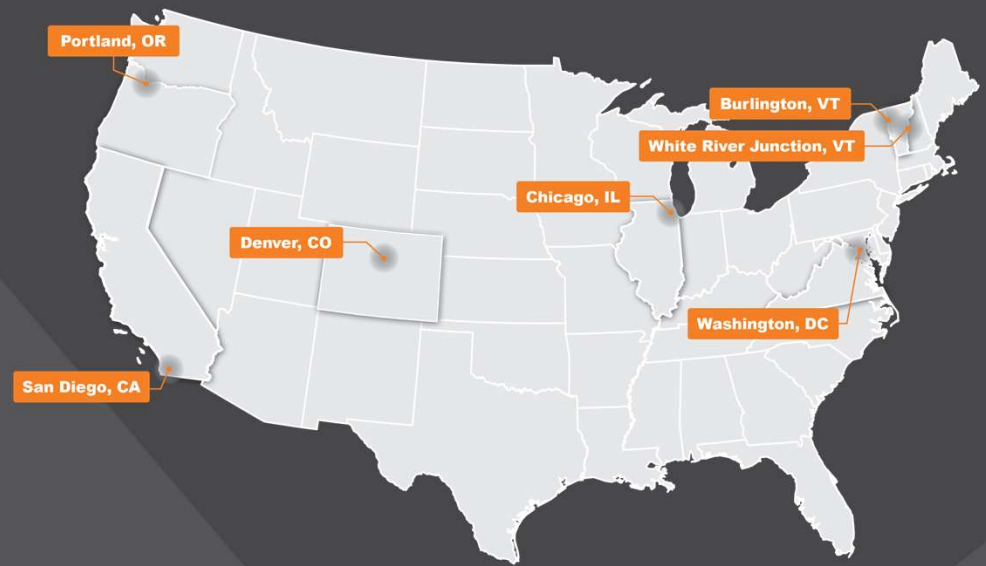 Portland, OR
Burlington, VT
White River Junction, VT
Chicago, IL
Denver, CO
Washington, DC
San Diego, CA